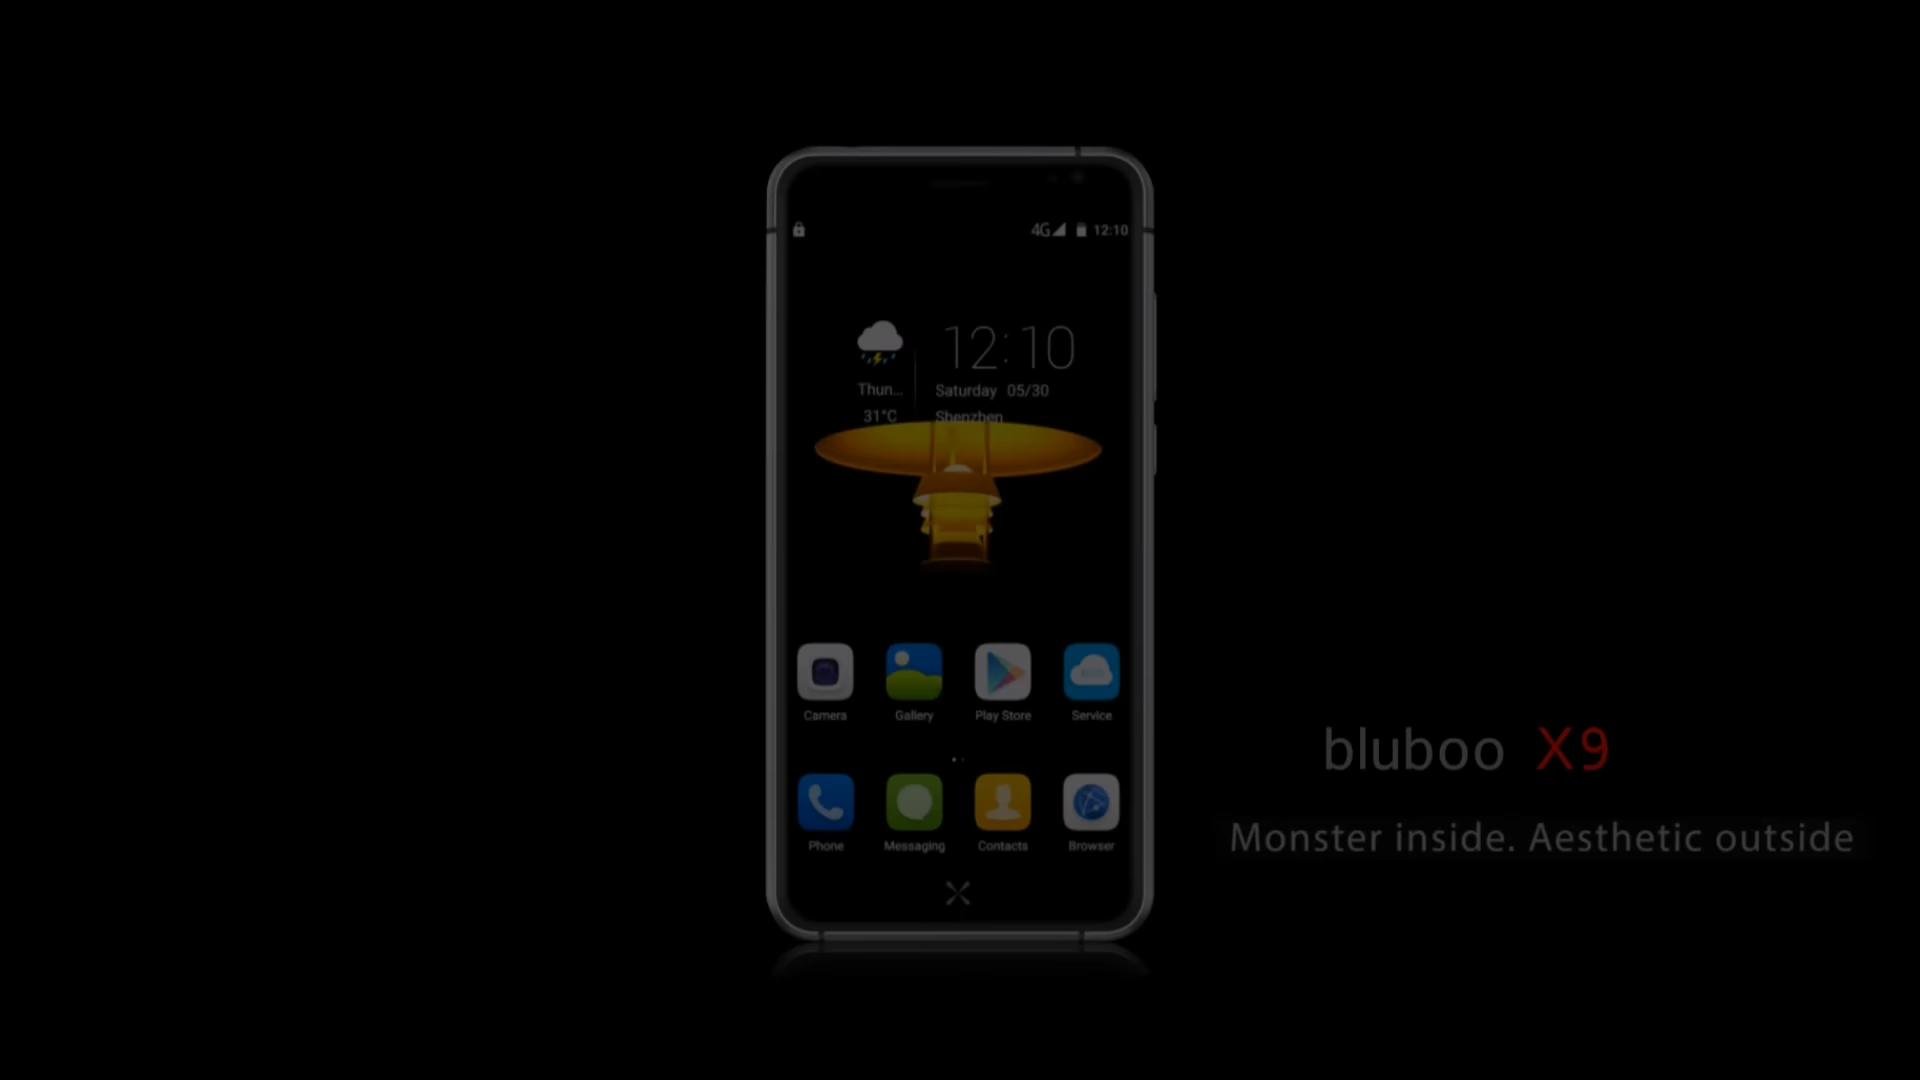 4G 12:10
12:10
Thun...
Saturday 05/30
31°C
Shenzhen
Camera Gallery Play Store Service
bluboo X9
Phone Messaging Contacts Browser
Monster inside. Aesthetic outside